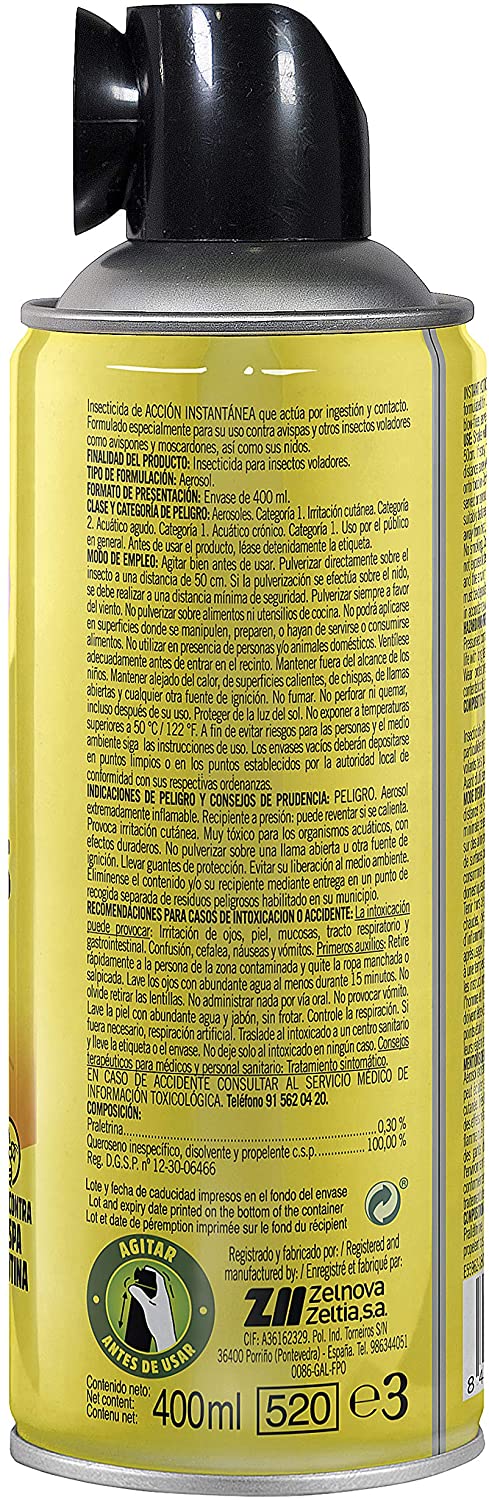 Insecticida de ACCIÓN INSTANTÁNEA que actúa por ingestión y contacto.
Formulado especialmente para su uso contra avispas y otros insectos voladores
como avispones y moscardones, así como sus nidos.
FINALIDAD DEL PRODUCTO: Insecticida para insectos voladores.
TIPO DE FORMULACIÓN: Aerosol.
FORMATO DE PRESENTACIÓN: Envase de 400 ml.
CLASE Y CATEGORÍA DE PELIGRO: Aerosoles. Categoría 1. Irritación cutánea. Categoría
2. Acuático agudo. Categoría 1. Acuático crónico. Categoría 1. Uso por el público
en general. Antes de usar el producto, léase detenidamente la etiqueta.
MODO DE EMPLEO: Agitar bien antes de usar. Pulverizar directamente sobre el
insecto a una distancia de 50 cm. Si la pulverización se efectúa sobre el nido,
se debe realizar a una distancia mínima de seguridad. Pulverizar siempre a favor
del viento. No pulverizar sobre alimentos ni utensilios de cocina. No podrá aplicarse
en superficies donde se manipulen, preparen, o hayan de servirse o consumirse
alimentos. No utilizar en presencia de personas y/o animales domésticos. Ventílese
adecuadamente antes de entrar en el recinto. Mantener fuera del alcance de los
niños. Mantener alejado del calor, de superficies calientes, de chispas, de llamas
abiertas y cualquier otra fuente de ignición. No fumar. No perforar ni quemar,
incluso después de su uso. Proteger de la luz del sol. No exponer a temperaturas
superiores a 50 °C / 122 °F. A fin de evitar riesgos para las personas y el medio
ambiente siga las instrucciones de uso. Los envases vacíos deberán depositarse
en puntos limpios o en los puntos establecidos por la autoridad local de
conformidad con sus respectivas ordenanzas.
INDICACIONES DE PELIGRO Y CONSEJOS DE PRUDENCIA: PELIGRO. Aerosol
extremadamente inflamable. Recipiente a presión: puede reventar si se calienta.
Provoca irritación cutánea. Muy tóxico para los organismos acuáticos, con
efectos duraderos. No pulverizar sobre una llama abierta u otra fuente de
ignición. Llevar guantes de protección. Evitar su liberación al medio ambiente.
Elimínense el contenido y/o su recipiente mediante entrega en un punto de
recogida separada de residuos peligrosos habilitado en su municipio.
RECOMENDACIONES PARA CASOS DE INTOXICACION O ACCIDENTE: La intoxicación
puede provocar: Irritación de ojos, piel, mucosas, tracto respiratorio y
gastrointestinal. Confusión, cefalea, náuseas y vómitos. Primeros auxilios: Retire
rápidamente a la persona de la zona contaminada y quite la ropa manchada o
salpicada. Lave los ojos con abundante agua al menos durante 15 minutos. No
olvide retirar las lentillas. No administrar nada por vía oral. No provocar vómito.
Lave la piel con abundante agua y jabón, sin frotar. Controle la respiración. Si
fuera necesario, respiración artificial. Traslade al intoxicado a un centro sanitario
y lleve la etiqueta o el envase. No deje solo al intoxicado en ningún caso. Consejos
terapéuticos para médicos y personal sanitario: Tratamiento sintomático.
EN CASO DE ACCIDENTE CONSULTAR AL SERVICIO MÉDICO DE
INFORMACIÓN TOXICOLÓGICA. Teléfono 91 562 04 20.
COMPOSICIÓN:
Praletrina 0,30 %
Queroseno inespecífico, disolvente y propelente c.s.p. 100,00 %
Reg. D.G.S.P. nº 12-30-06466
Lote y fecha de caducidad impresos en el fondo del envase
Lot and expiry date printed on the bottom of the container
Lot et date de péremption imprimée sur le fond du récipient
AGITAR
ANTES DE USAR
Registrado y fabricado por: / Registered and
manufactured by: / Enregistré et fabriqué par:
Zelnova
Zeltia,s.a.
CIF: A36162329. Pol. Ind. Torneiros S/N
36400 Porriño (Pontevedra) - España. Tel. 986344051
0086-GAL-FPO
Contenido neto:
Net content:
Contenu net:
400ml 520 e3